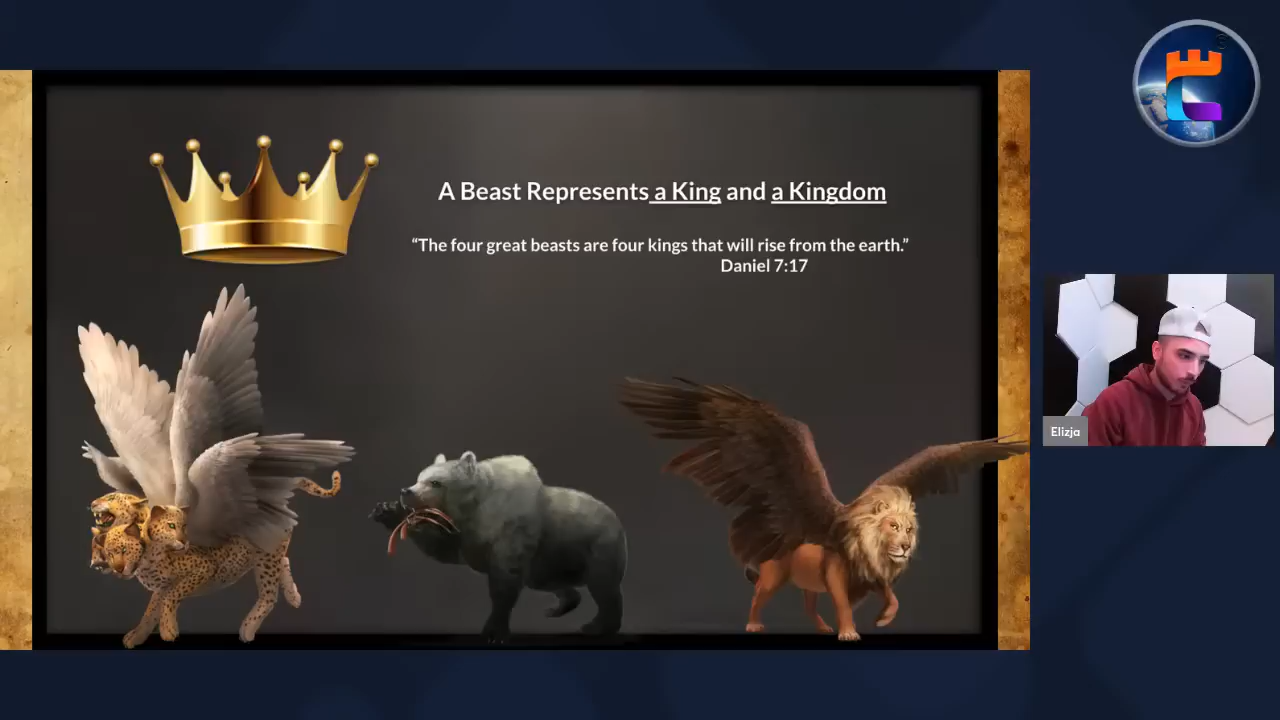 A Beast Represents a King and a Kingdom
“The four great beasts are four kings that will rise from the earth.”
Daniel 7:17
Elizja